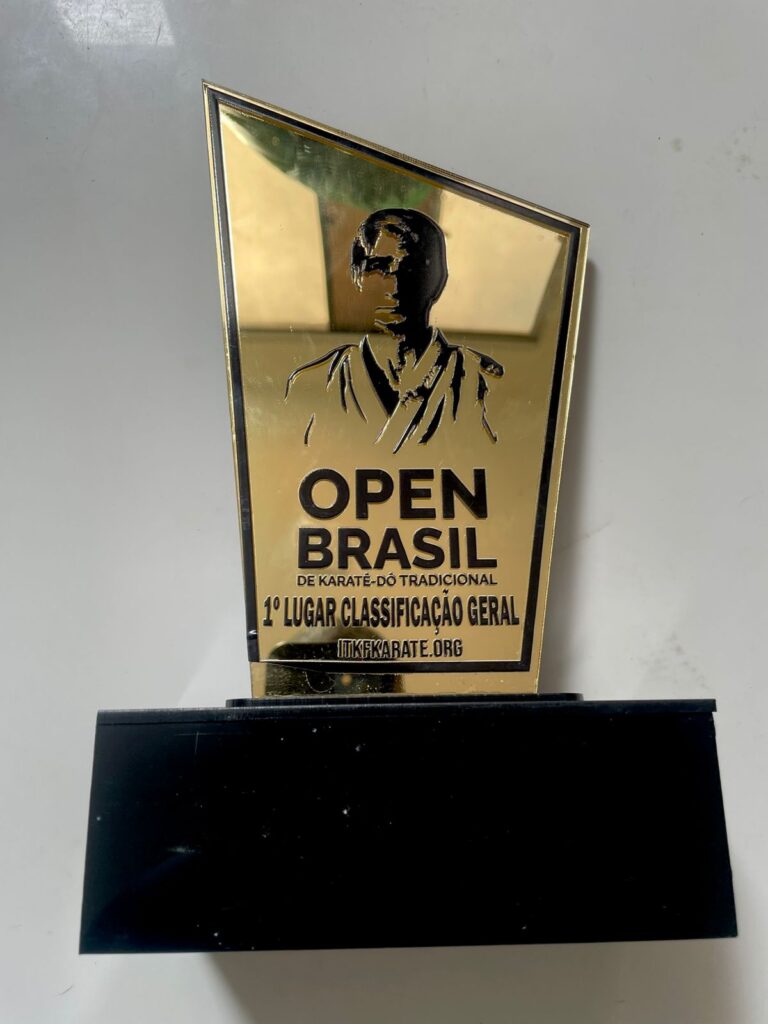 OPEN
BRASIL
DE KARATÊ-DÔ TRADICIONAL
1º LUGAR CLASSIFICAÇÃO GERAL
ITKFKARATE.ORG